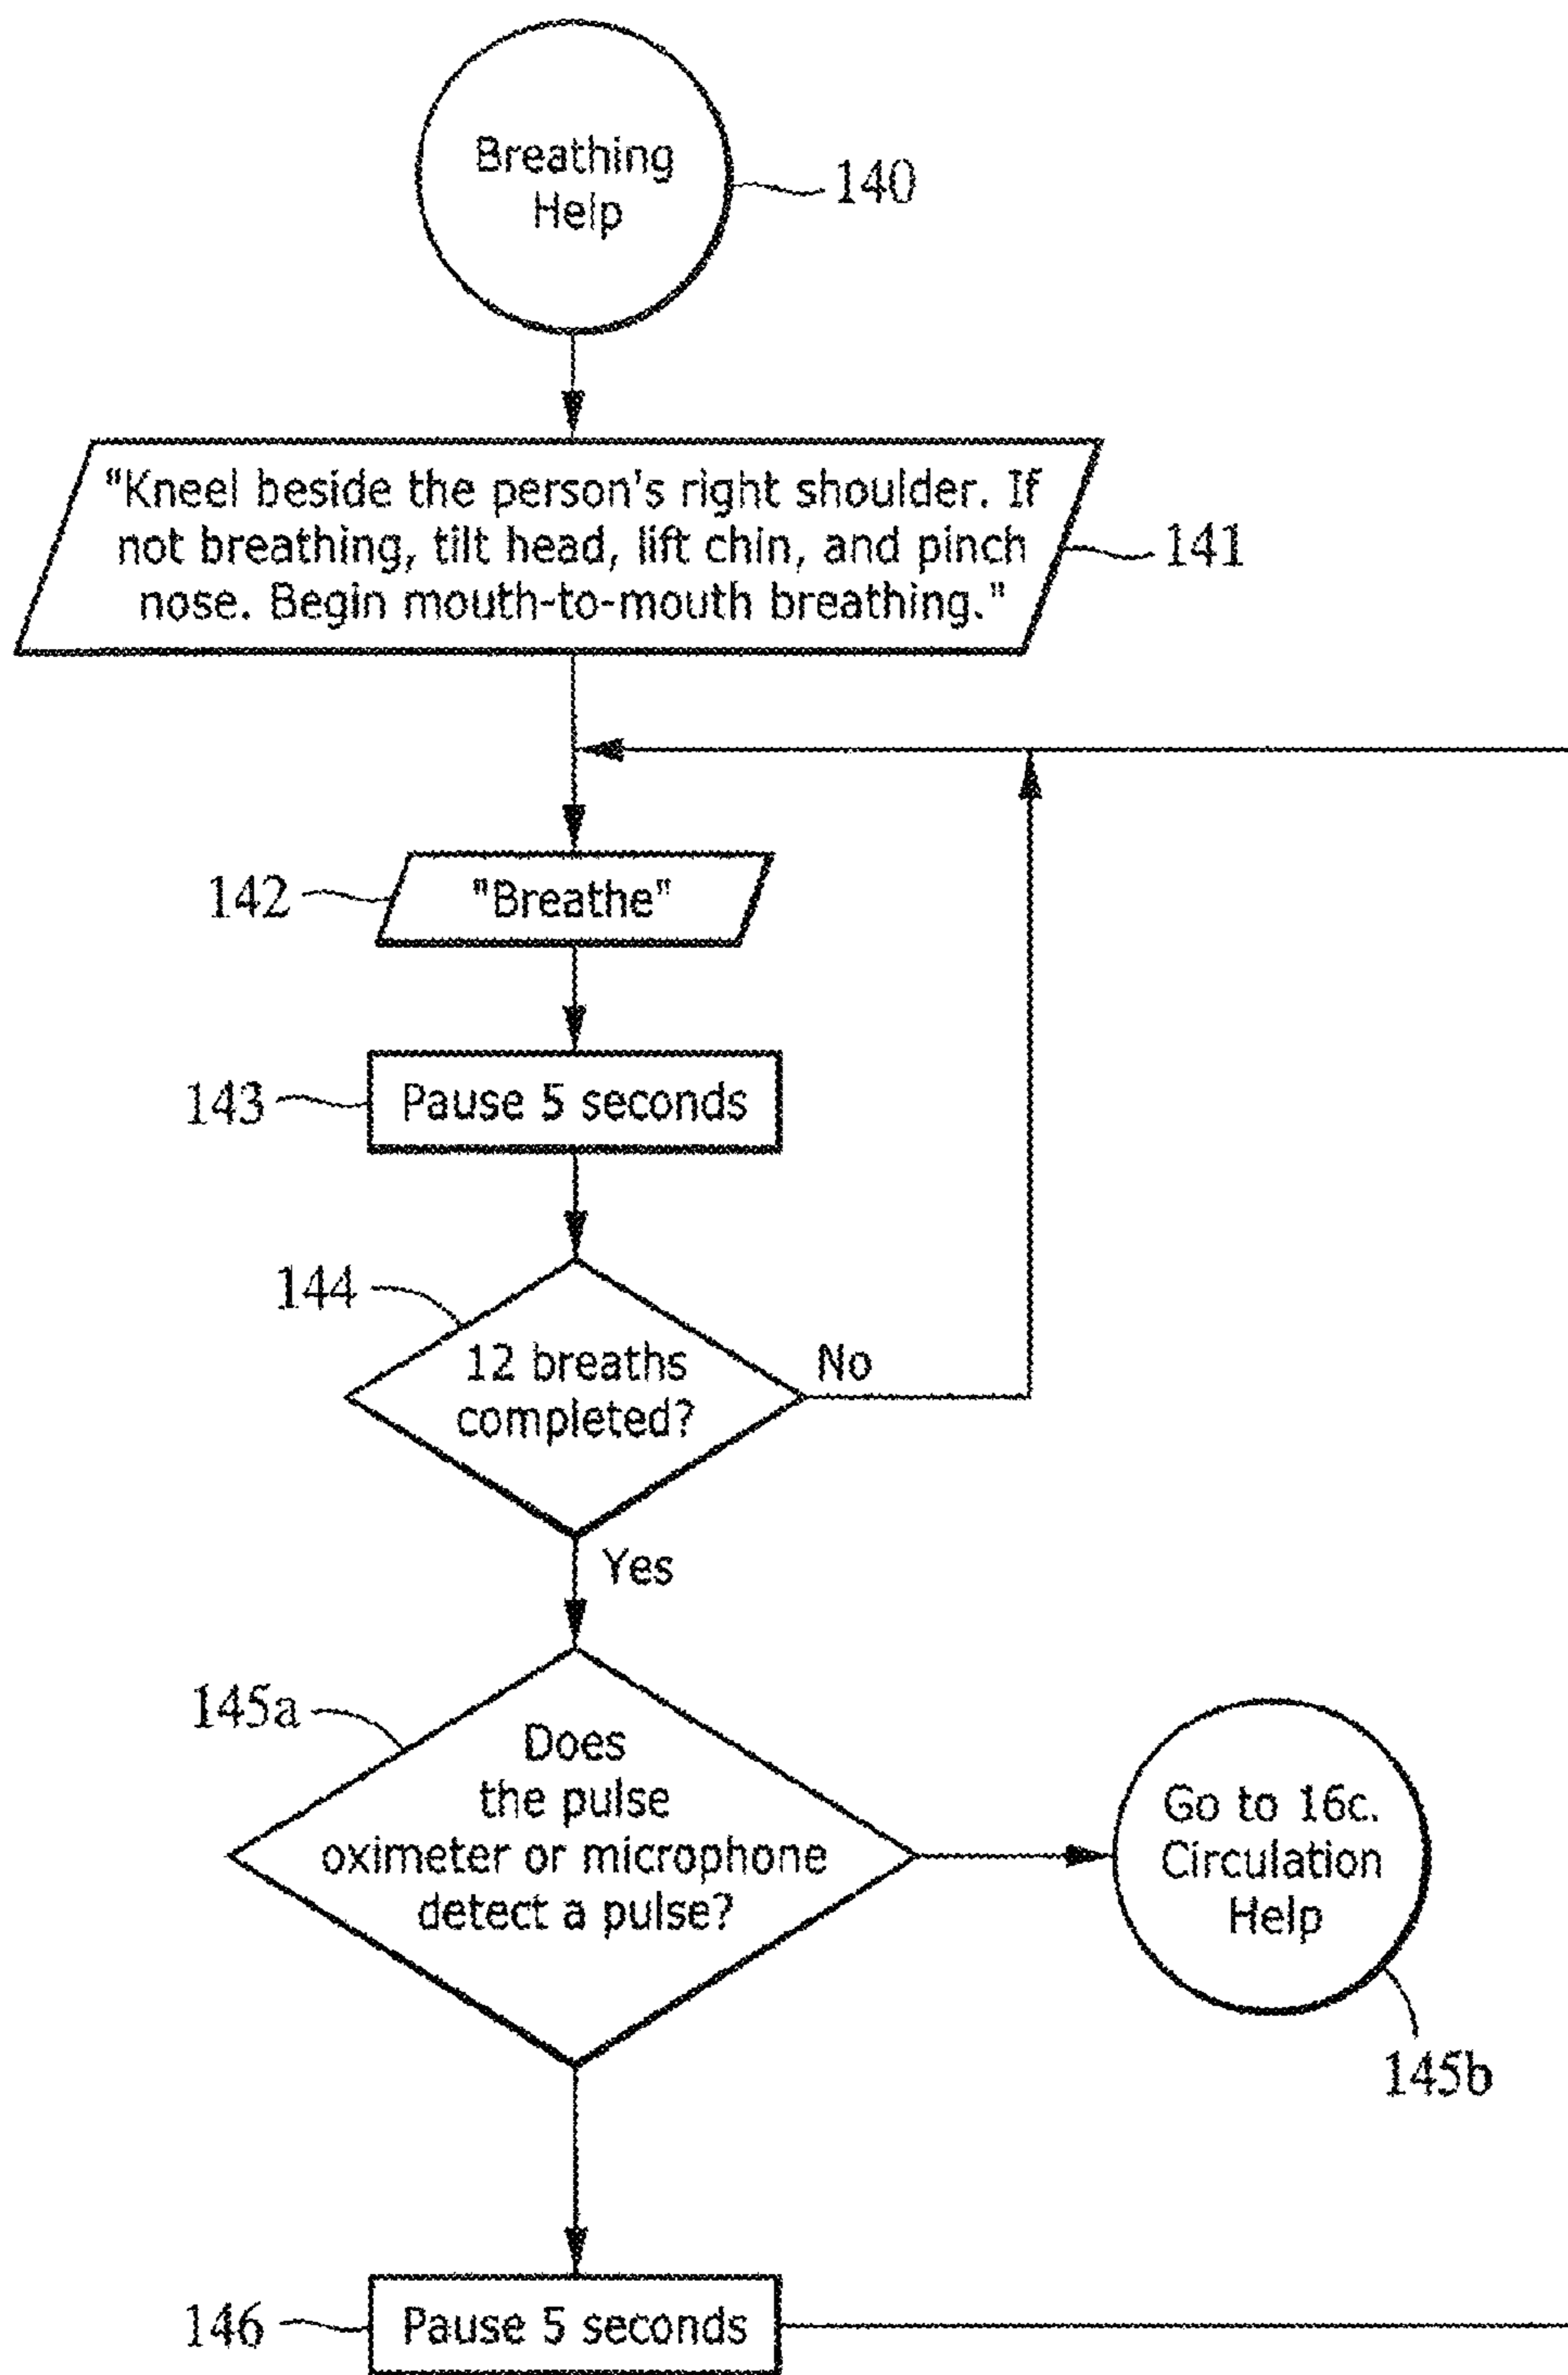 Breathing
Help
140
"Kneel beside the person's right shoulder. If
not breathing, tilt head, lift chin, and pinch
nose. Begin mouth-to-mouth breathing."
141
142
"Breathe"
143
Pause 5 seconds
144
12 breaths
completed?
No
Yes
145a
Does
the pulse
oximeter or microphone
detect a pulse?
Go to 16c.
Circulation
Help
145b
146
Pause 5 seconds